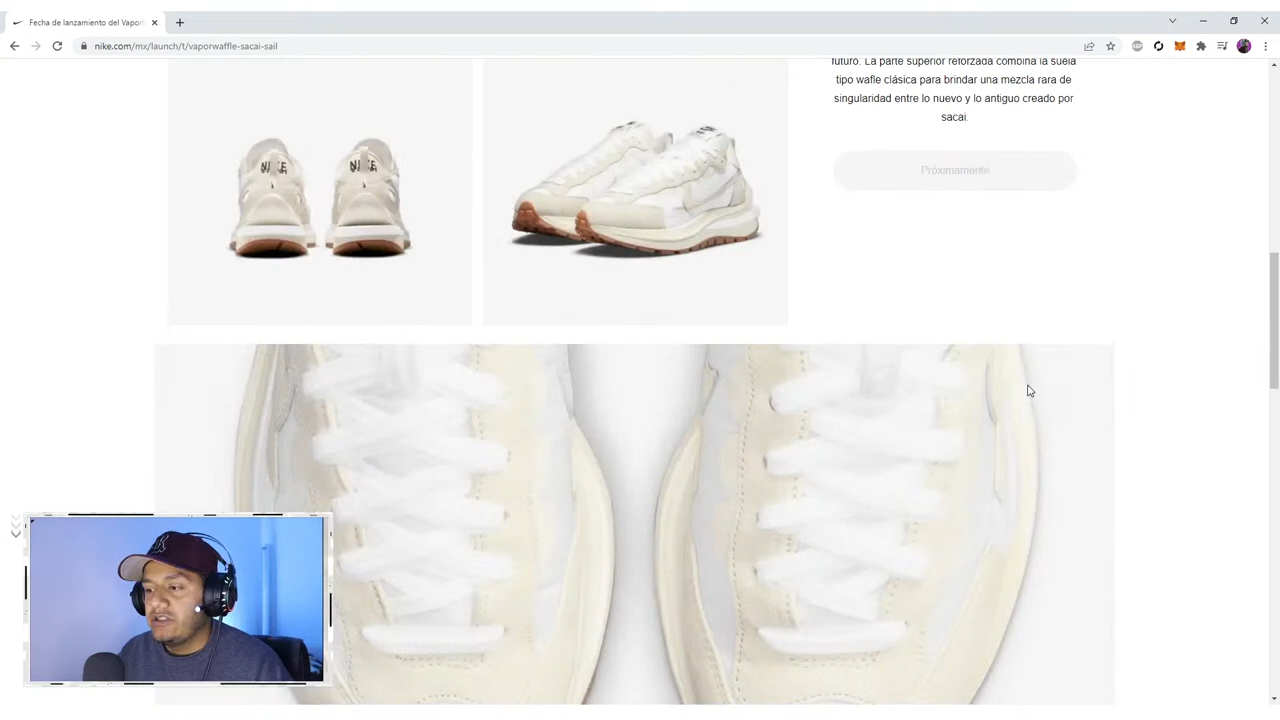 Fecha de lanzamiento del Vapor
nike.com/mx/launch/t/vaporwaffle-sacai-sail
futuro. La parte superior reforzada combina la suela
tipo wafle clásica para brindar una mezcla rara de
singularidad entre lo nuevo y lo antiguo creado por
sacai.
Próximamente
NIKE
NIKE